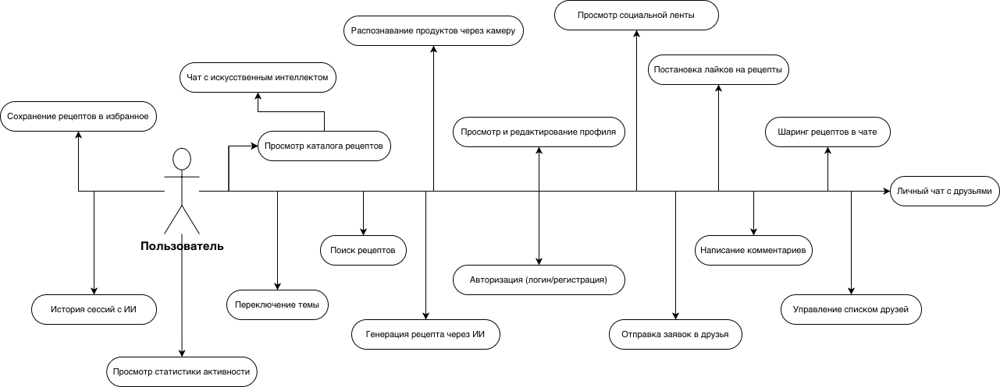 Просмотр социальной ленты
Распознавание продуктов через камеру
Постановка лайков на рецепты
Чат с искусственным интеллектом
Сохранение рецептов в избранное
Просмотр и редактирование профиля
Шаринг рецептов в чате
Просмотр каталога рецептов
Личный чат с друзьями
Пользователь
Поиск рецептов
Написание комментариев
Авторизация (логин/регистрация)
Переключение темы
История сессий с ИИ
Управление списком друзей
Генерация рецепта через ИИ
Отправка заявок в друзья
Просмотр статистики активности